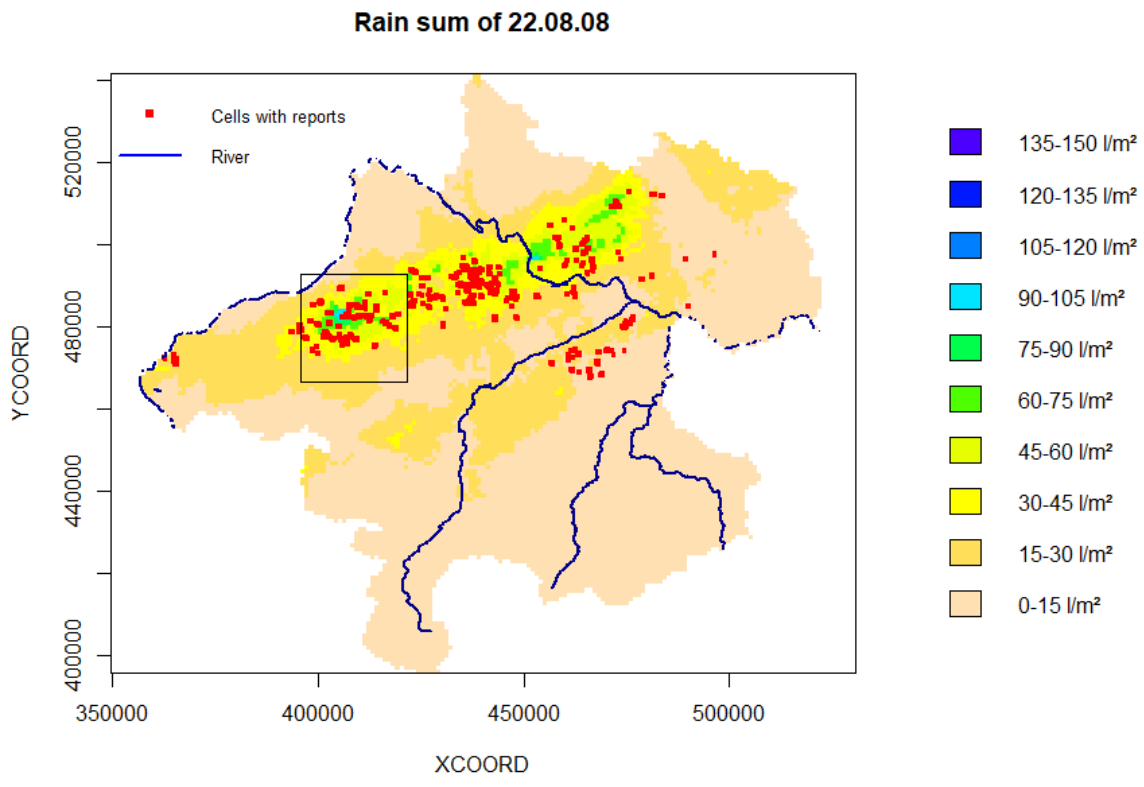 Rain sum of 22.08.08
Cells with reports
River
YCOORD
520000
480000
440000
400000
350000
400000
450000
500000
XCOORD
135-150 l/m²
120-135 l/m²
105-120 l/m²
90-105 l/m²
75-90 l/m²
60-75 l/m²
45-60 l/m²
30-45 l/m²
15-30 l/m²
0-15 l/m²